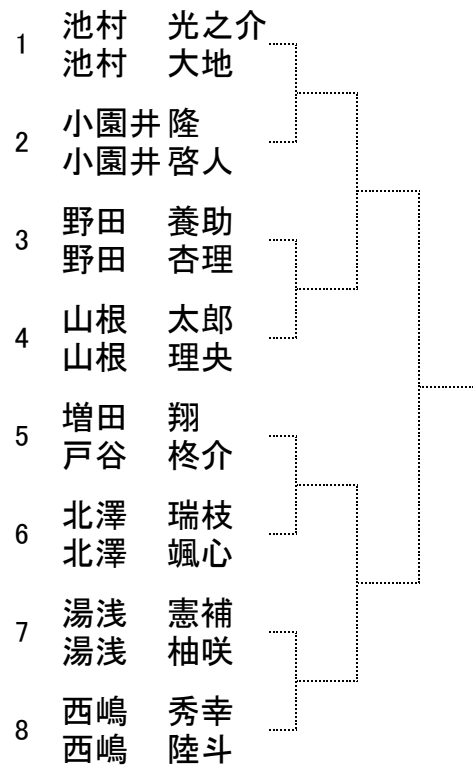 1 池村 光之介
池村 大地
2 小園井 隆
小園井 啓人
3 野田 養助
野田 杏理
4 山根 太郎
山根 理央
5 増田 翔
戸谷 柊介
6 北澤 瑞枝
北澤 颯心
7 湯浅 憲補
湯浅 柚咲
8 西嶋 秀幸
西嶋 陸斗